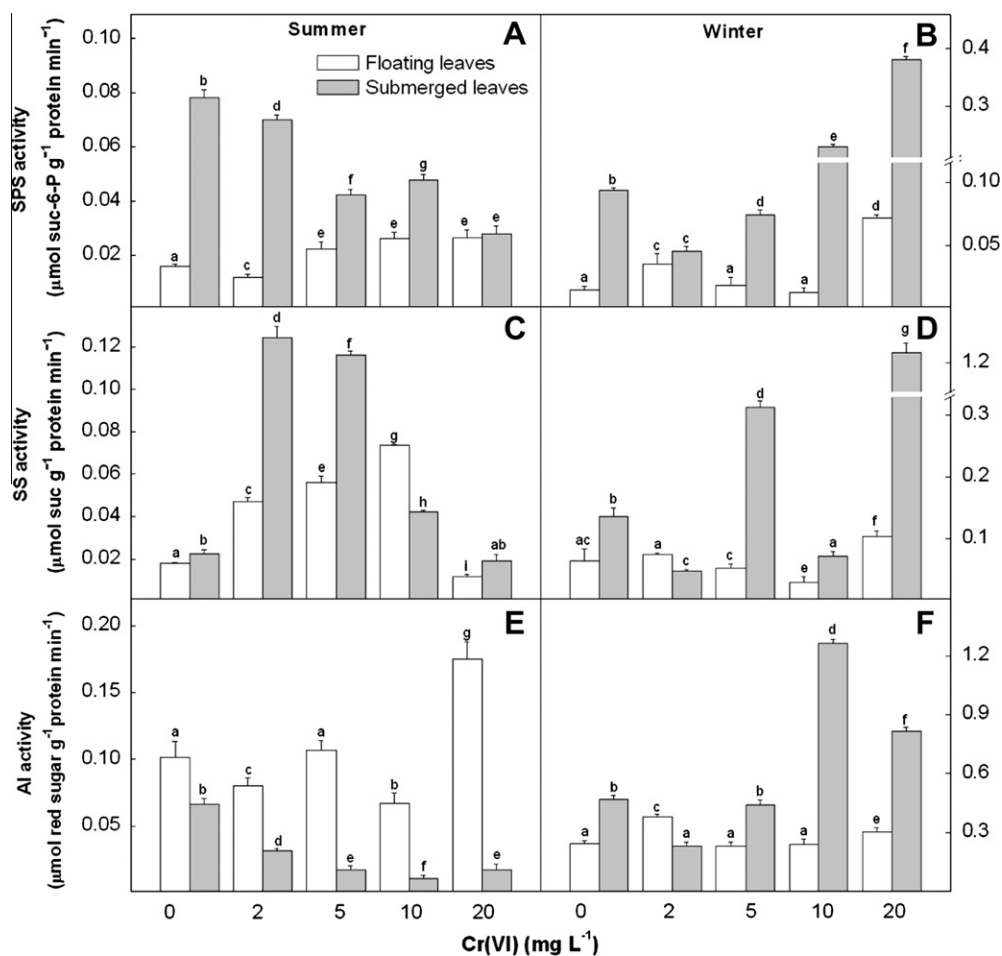 Summer
A
Winter
B
Floating leaves
Submerged leaves
SPS activity
(µmol suc-6-P g⁻¹ protein min⁻¹)
0.10
0.08
0.06
0.04
0.02
a b c d e f e g e e
a b c c a d a e d f
0.4
0.3
0.10
0.05
C
D
SS activity
(µmol suc g⁻¹ protein min⁻¹)
0.12
0.10
0.08
0.06
0.04
0.02
a b c d e f g h i ab
ac b a c c d e a f g
1.2
0.3
0.2
0.1
E
F
AI activity
(µmol red sugar g⁻¹ protein min⁻¹)
0.20
0.15
0.10
0.05
a b c d a e b f g e
a b c a a b a d e f
1.2
0.9
0.6
0.3
0 2 5 10 20 0 2 5 10 20
Cr(VI) (mg L⁻¹)